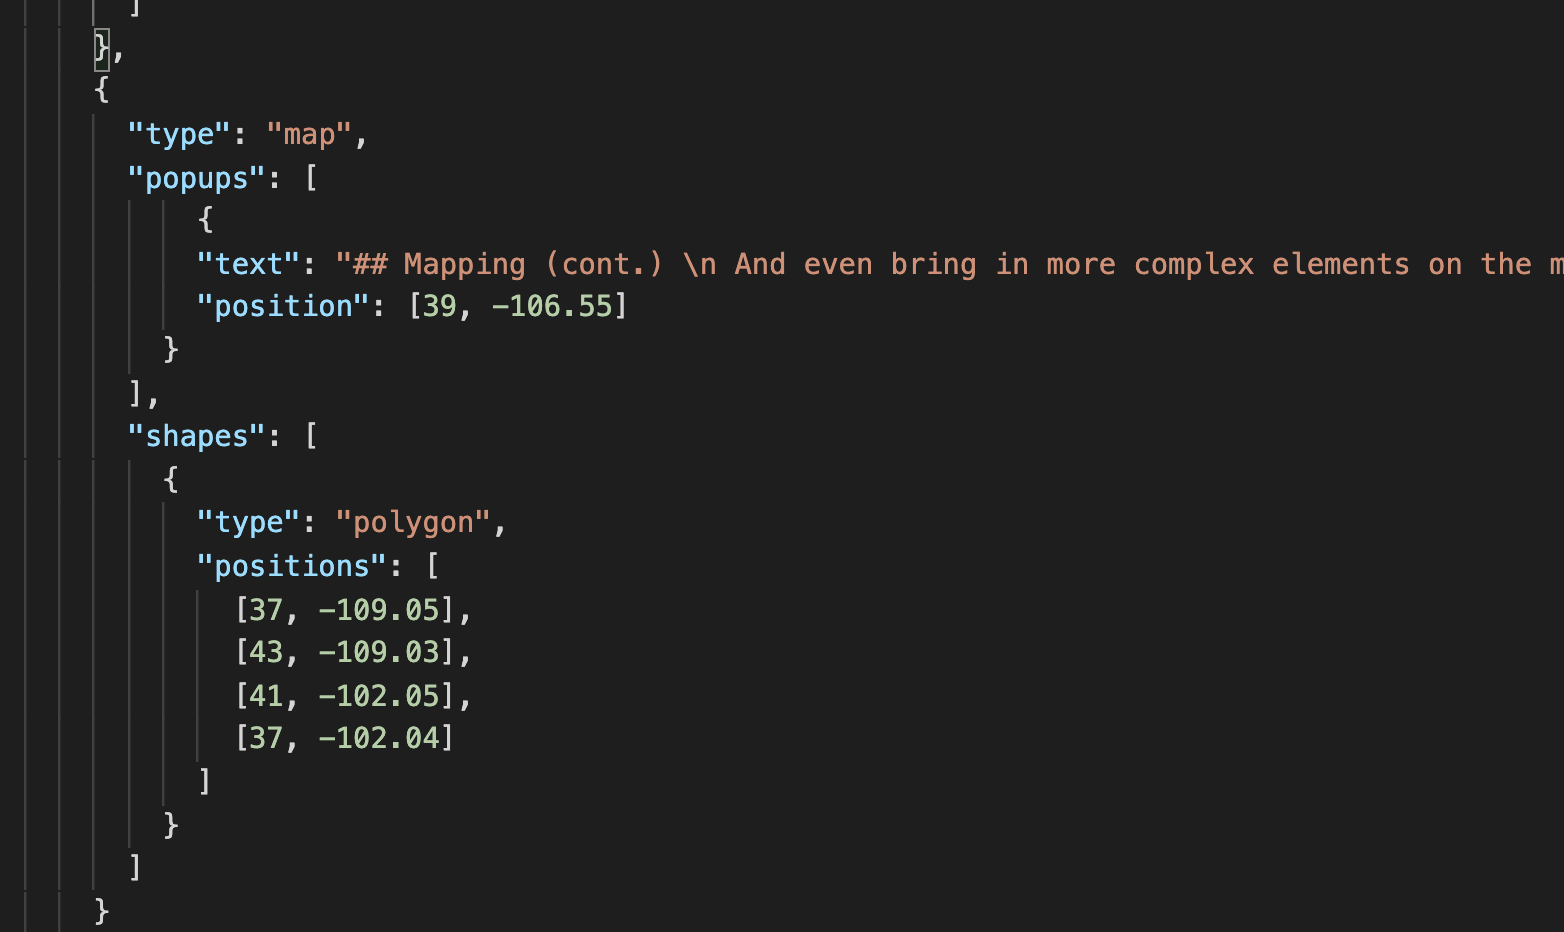 ]
},
{
"type": "map",
"popups": [
{
"text": "## Mapping (cont.) \n And even bring in more complex elements on the
"position": [39, -106.55]
}
],
"shapes": [
{
"type": "polygon",
"positions": [
[37, -109.05],
[43, -109.03],
[41, -102.05],
[37, -102.04]
]
}
]
}